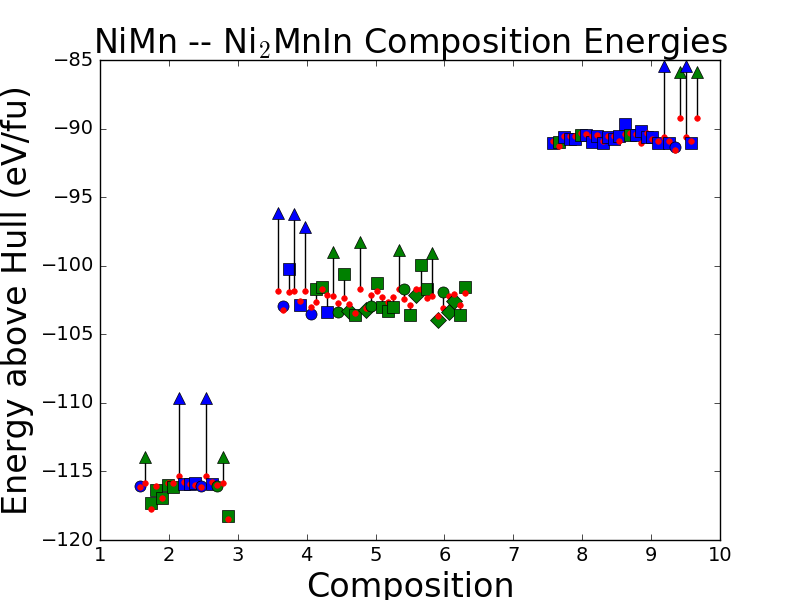 NiMn -- Ni₂MnIn Composition Energies
Energy above Hull (eV/fu)
−85
−90
−95
−100
−105
−110
−115
−120
1 2 3 4 5 6 7 8 9 10
Composition